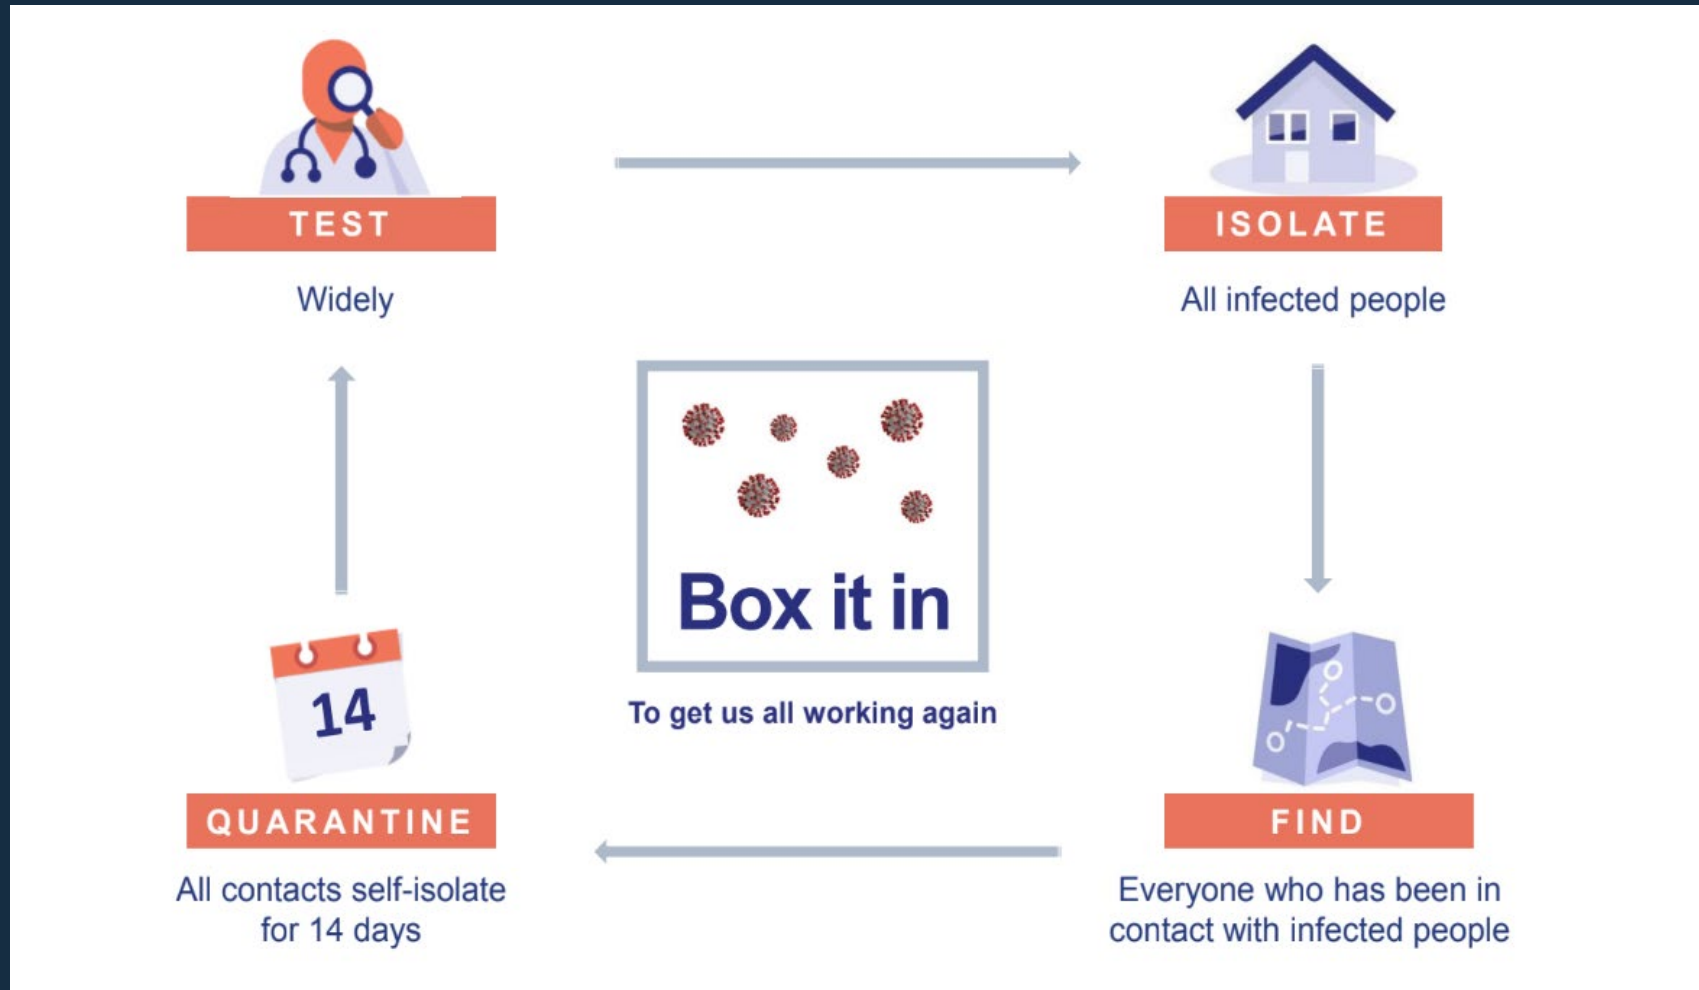 TEST
Widely
ISOLATE
All infected people
Box it in
To get us all working again
14
QUARANTINE
All contacts self-isolate
for 14 days
FIND
Everyone who has been in
contact with infected people